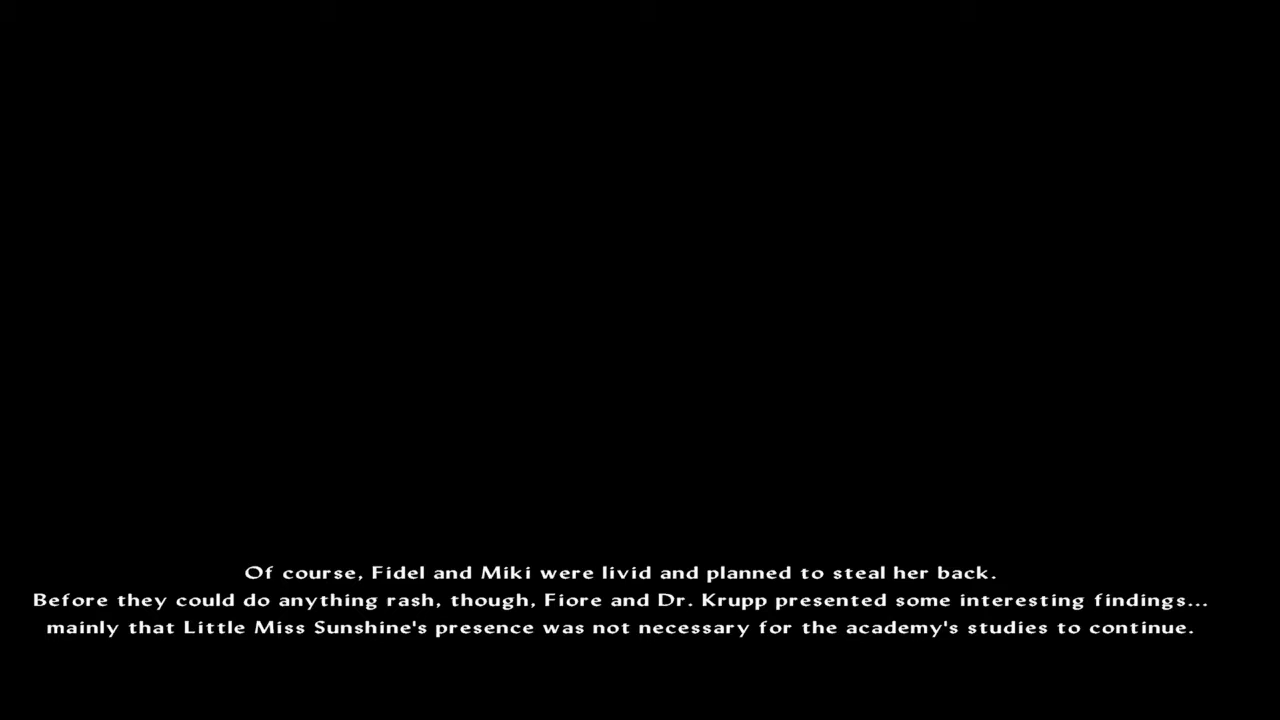 Of course, Fidel and Miki were livid and planned to steal her back.
Before they could do anything rash, though, Fiore and Dr. Krupp presented some interesting findings...
mainly that Little Miss Sunshine's presence was not necessary for the academy's studies to continue.